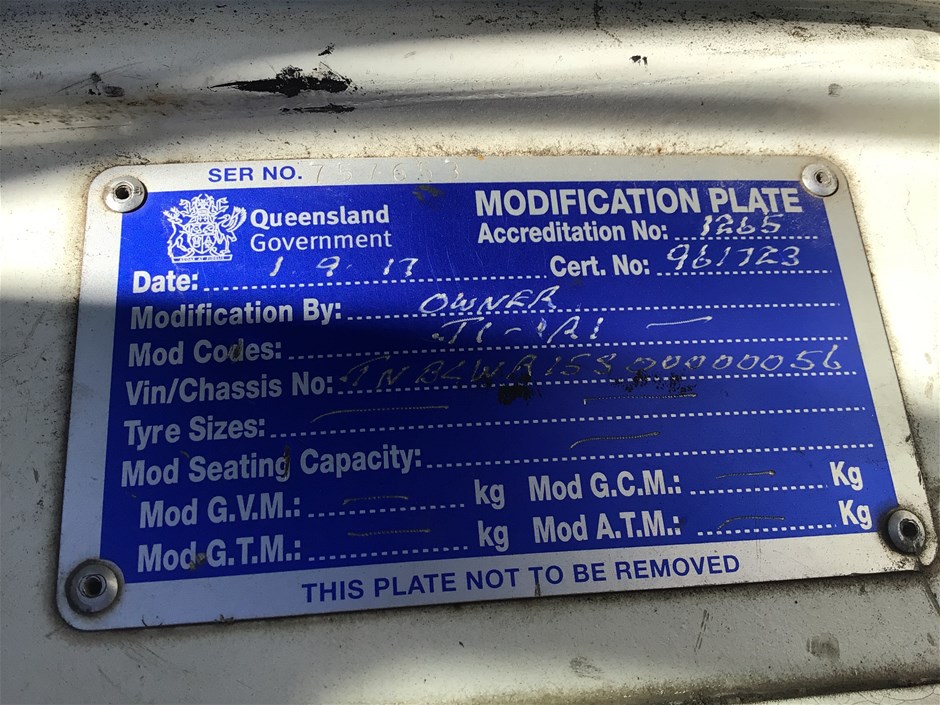 SER NO.
Queensland Government
MODIFICATION PLATE
Accreditation No: 1265
Date: 1.9.17
Cert. No: 961723
Modification By: OWNER
Mod Codes:
Vin/Chassis No:
Tyre Sizes: —
Mod Seating Capacity: —
Mod G.V.M.: — kg
Mod G.C.M.: — Kg
Mod G.T.M.: — kg
Mod A.T.M.: — Kg
THIS PLATE NOT TO BE REMOVED